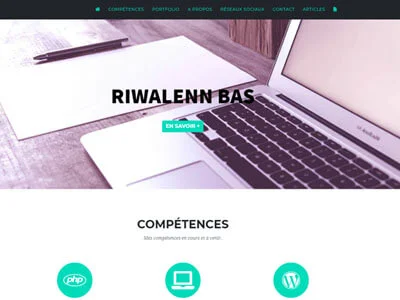 COMPÉTENCES PORTFOLIO A PROPOS RÉSEAUX SOCIAUX CONTACT ARTICLES
RIWALENN BAS
EN SAVOIR +
COMPÉTENCES
Mes compétences en cours et à venir.
php